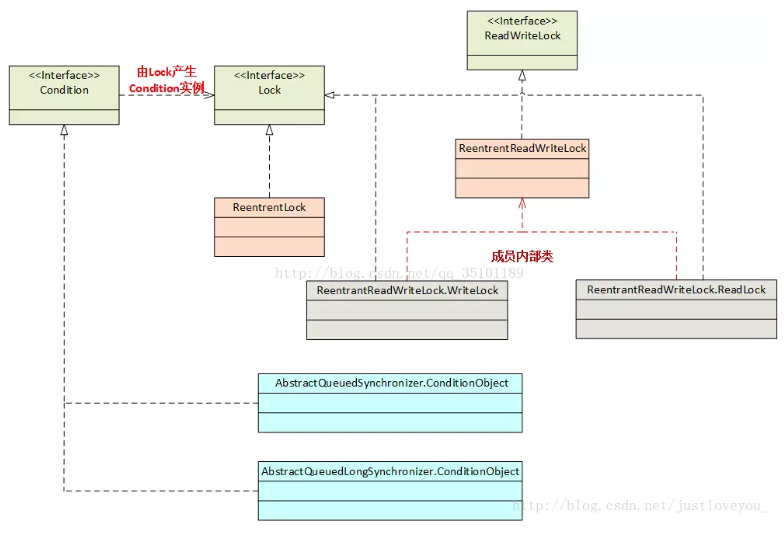 <<Interface>>
ReadWriteLock
<<Interface>>
Condition
由Lock产生
Condition实例
<<Interface>>
Lock
ReentrentReadWriteLock
ReentrentLock
成员内部类
http://blog.csdn.net/qq_35101189
ReentrantReadWriteLock.WriteLock
ReentrantReadWriteLock.ReadLock
AbstractQueuedSynchronizer.ConditionObject
AbstractQueuedLongSynchronizer.ConditionObject
http://blog.csdn.net/justloveyou_